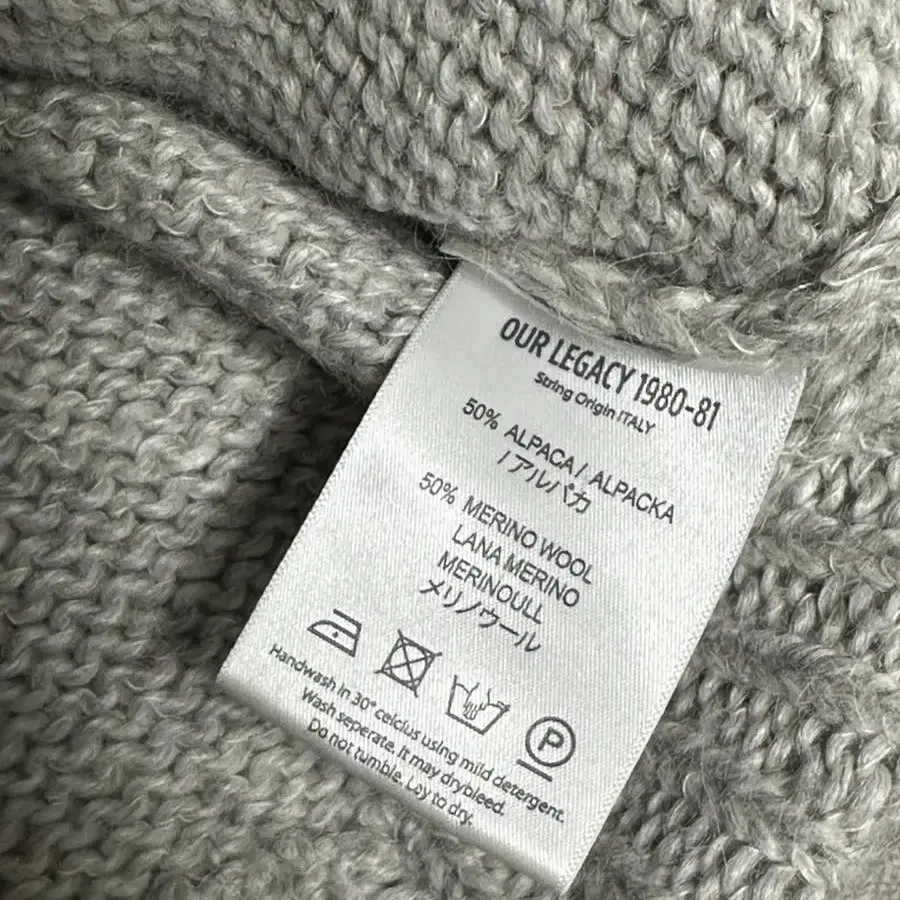 OUR LEGACY 1980-81
String Origin ITALY
50% ALPACA / ALPACKA
/ アルパカ
50% MERINO WOOL
LANA MERINO
MERINOULL
メリノウール
P
Handwash in 30° celcius using mild detergent.
Wash seperate. It may drybleed.
Do not tumble. Lay to dry.